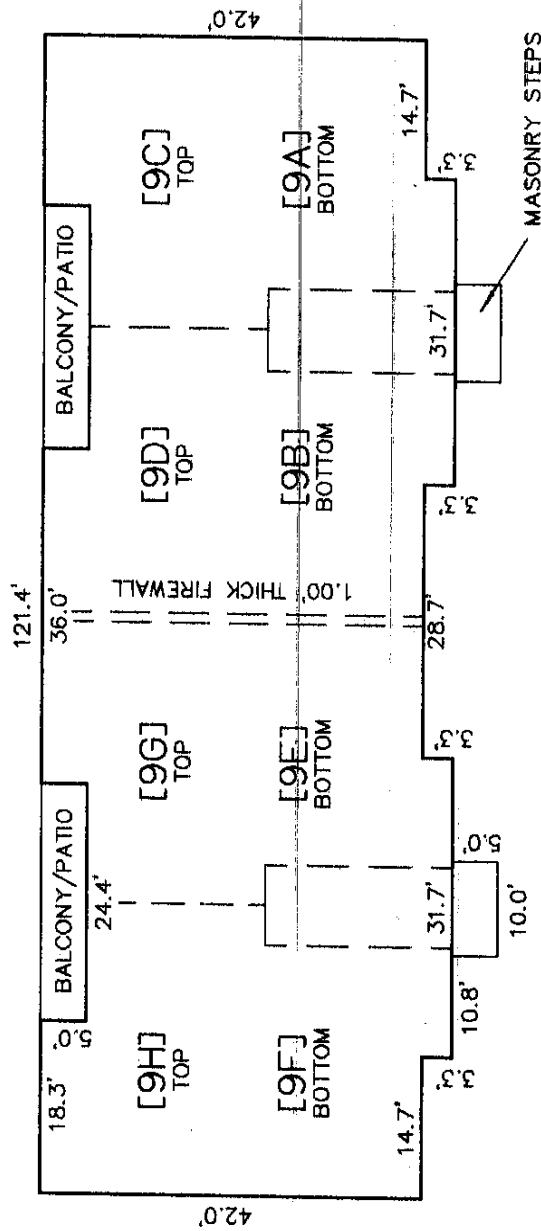 121.4'
42.0'
18.3'
BALCONY/PATIO
36.0'
BALCONY/PATIO
42.0'
5.0'
24.4'
[9H]
TOP
[9G]
TOP
[9D]
TOP
[9C]
TOP
1.00' THICK FIREWALL
[9F]
BOTTOM
[9E]
BOTTOM
[9B]
BOTTOM
[9A]
BOTTOM
14.7'
3.3'
10.8'
31.7'
5.0'
10.0'
3.3'
28.7'
3.3'
31.7'
3.3'
14.7'
MASONRY STEPS